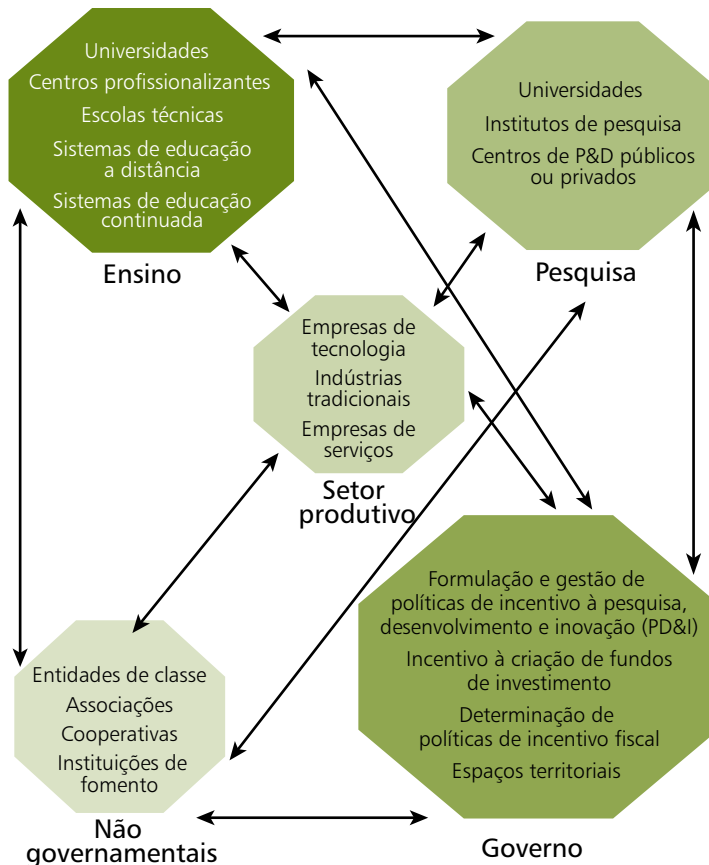 Universidades
Centros profissionalizantes
Escolas técnicas
Sistemas de educação
a distância
Sistemas de educação
continuada
Ensino
Universidades
Institutos de pesquisa
Centros de P&D públicos
ou privados
Pesquisa
Empresas de
tecnologia
Indústrias
tradicionais
Empresas de
serviços
Setor
produtivo
Entidades de classe
Associações
Cooperativas
Instituições de
fomento
Não
governamentais
Formulação e gestão de
políticas de incentivo à pesquisa,
desenvolvimento e inovação (PD&I)
Incentivo à criação de fundos
de investimento
Determinação de
políticas de incentivo fiscal
Espaços territoriais
Governo